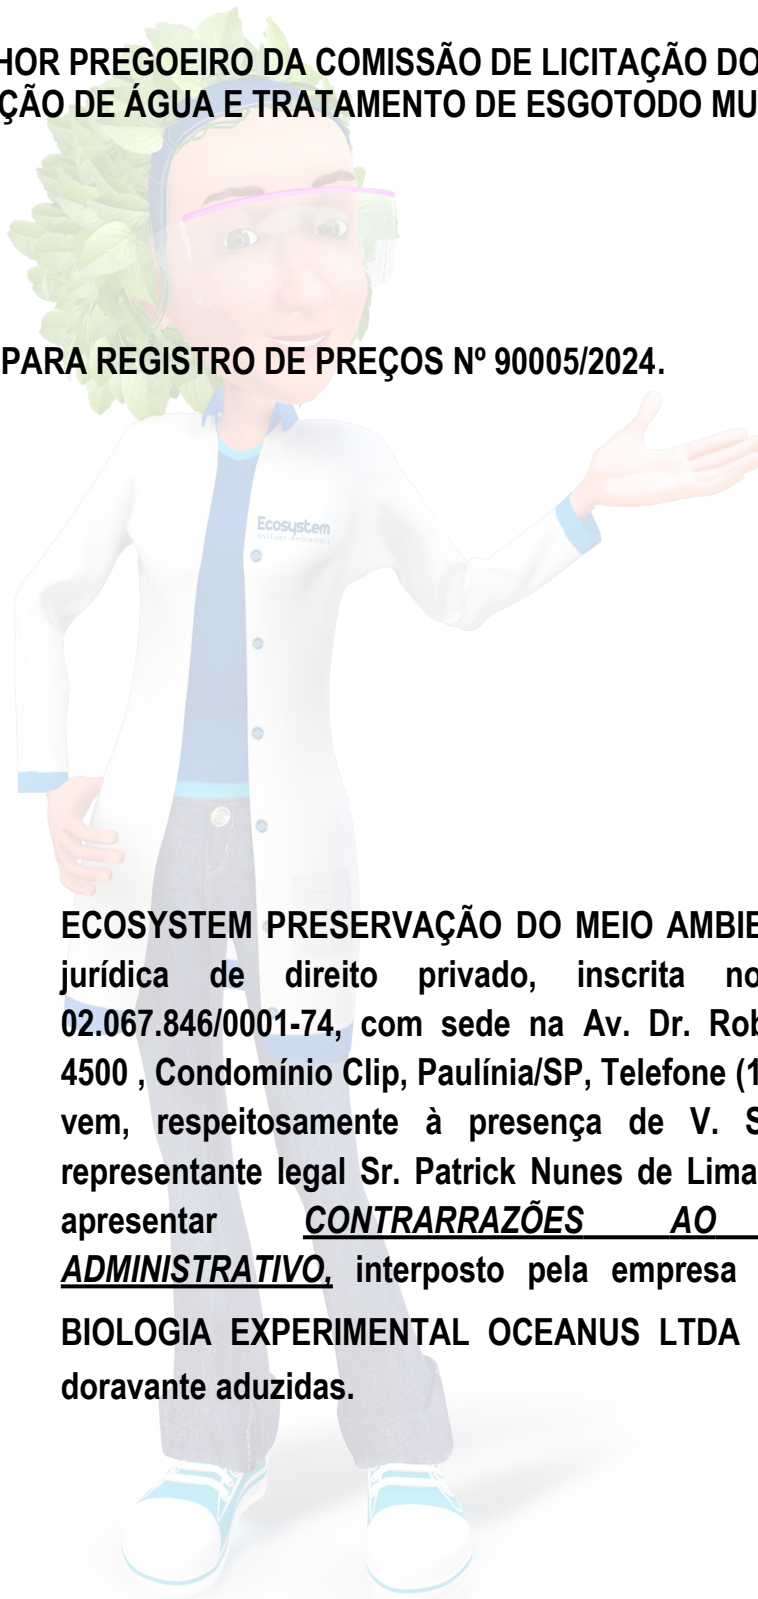 HOR PREGOEIRO DA COMISSÃO DE LICITAÇÃO DO
ÇÃO DE ÁGUA E TRATAMENTO DE ESGOTODO MU
PARA REGISTRO DE PREÇOS Nº 90005/2024.
Ecosystem
Análises Ambientais
ECOSYSTEM PRESERVAÇÃO DO MEIO AMBIE
jurídica de direito privado, inscrita no
02.067.846/0001-74, com sede na Av. Dr. Rob
4500 , Condomínio Clip, Paulínia/SP, Telefone (1
vem, respeitosamente à presença de V. S
representante legal Sr. Patrick Nunes de Lima
apresentar CONTRARRAZÕES AO
ADMINISTRATIVO, interposto pela empresa
BIOLOGIA EXPERIMENTAL OCEANUS LTDA
doravante aduzidas.